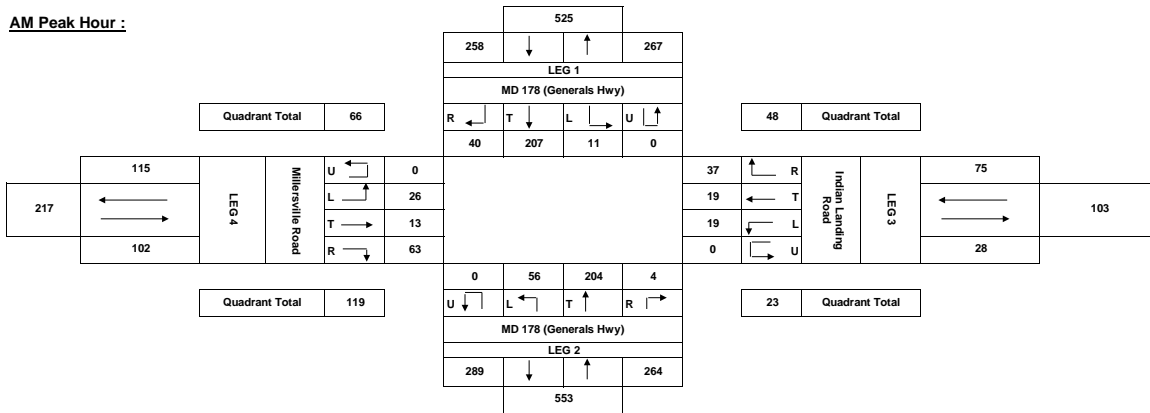 AM Peak Hour :
525
258 267
LEG 1
MD 178 (Generals Hwy)
Quadrant Total 66
R T L U
48 Quadrant Total
40 207 11 0
115 U 0 37 R 75
217 LEG 4 Millersville Road L 26 19 T Indian Landing Road LEG 3 103
T 13 19 L
102 R 63 0 U 28
0 56 204 4
Quadrant Total 119
U L T R
23 Quadrant Total
MD 178 (Generals Hwy)
LEG 2
289 264
553